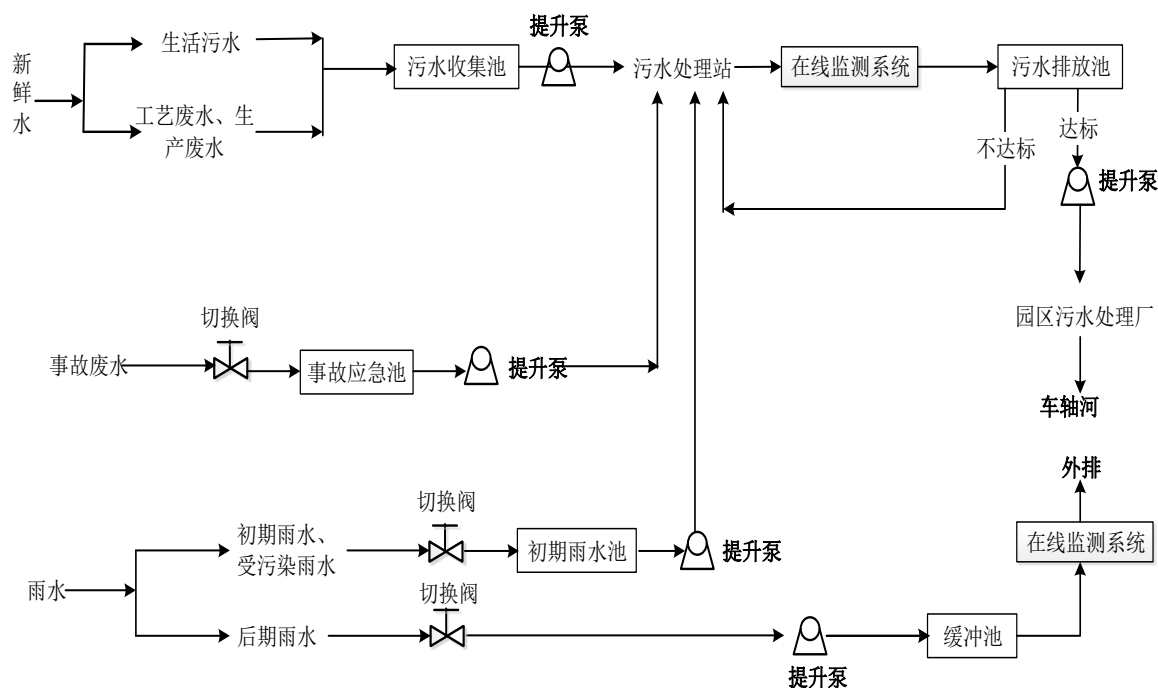 新
鲜
水
生活污水
工艺废水、生
产废水
污水收集池
提升泵
污水处理站
在线监测系统
污水排放池
不达标
达标
提升泵
园区污水处理厂
车轴河
事故废水
切换阀
事故应急池
提升泵
雨水
初期雨水、
受污染雨水
切换阀
初期雨水池
提升泵
后期雨水
切换阀
提升泵
缓冲池
在线监测系统
外排